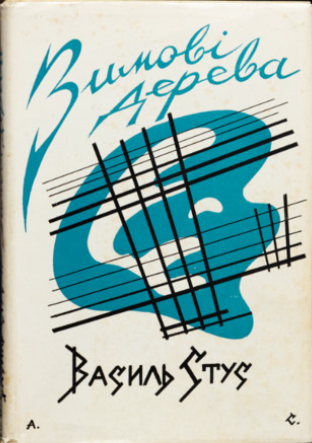 Зимові
дерева
Василь Стус
А. С.